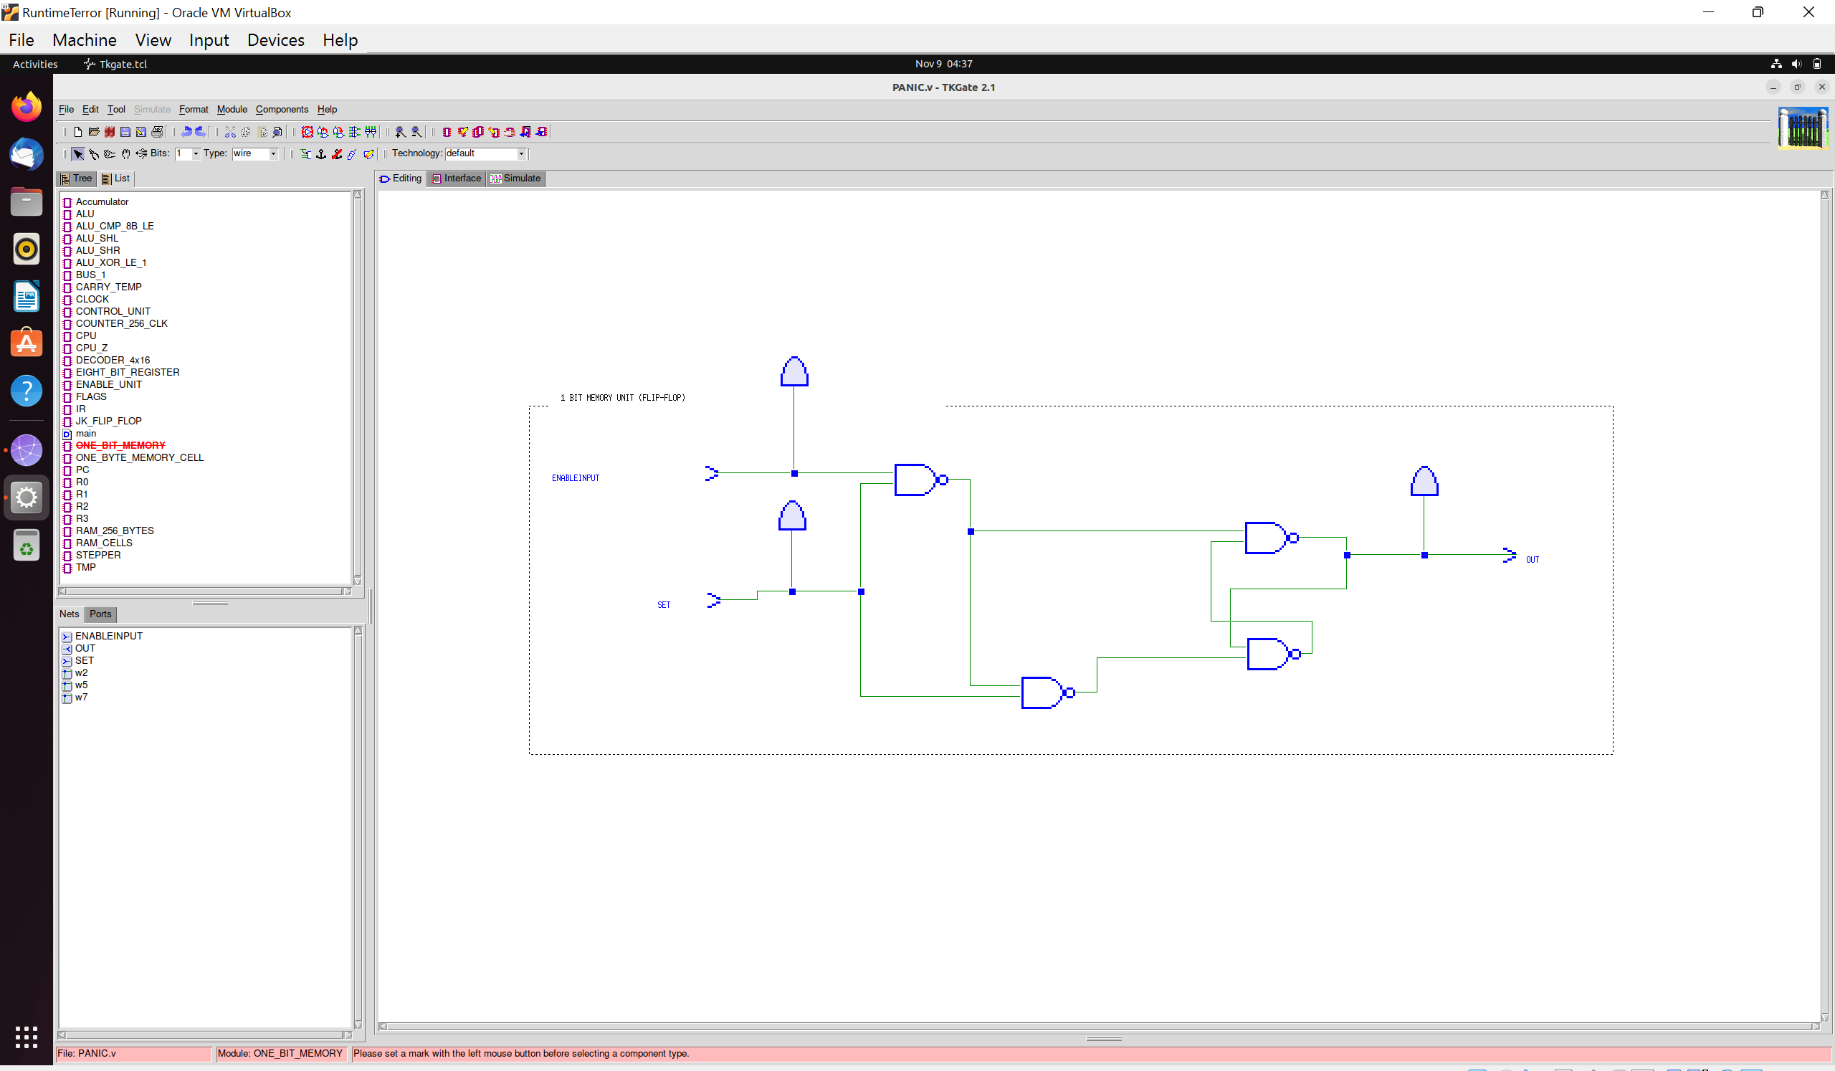 RuntimeTerror [Running] - Oracle VM VirtualBox
File Machine View Input Devices Help
Activities Tkgate.tcl Nov 9 04:37
PANIC.v - TKGate 2.1
File Edit Tool Simulate Format Module Components Help
Bits: 1 Type: wire Technology: default
Tree List
Editing Interface Simulate
Accumulator
ALU
ALU_CMP_8B_LE
ALU_SHL
ALU_SHR
ALU_XOR_LE_1
BUS_1
CARRY_TEMP
CLOCK
CONTROL_UNIT
COUNTER_256_CLK
CPU
CPU_Z
DECODER_4x16
EIGHT_BIT_REGISTER
ENABLE_UNIT
FLAGS
IR
JK_FLIP_FLOP
main
ONE_BIT_MEMORY
ONE_BYTE_MEMORY_CELL
PC
R0
R1
R2
R3
RAM_256_BYTES
RAM_CELLS
STEPPER
TMP
Nets Ports
ENABLEINPUT
OUT
SET
w2
w5
w7
1 BIT MEMORY UNIT (FLIP-FLOP)
ENABLEINPUT
SET
OUT
File: PANIC.v Module: ONE_BIT_MEMORY Please set a mark with the left mouse button before selecting a component type.